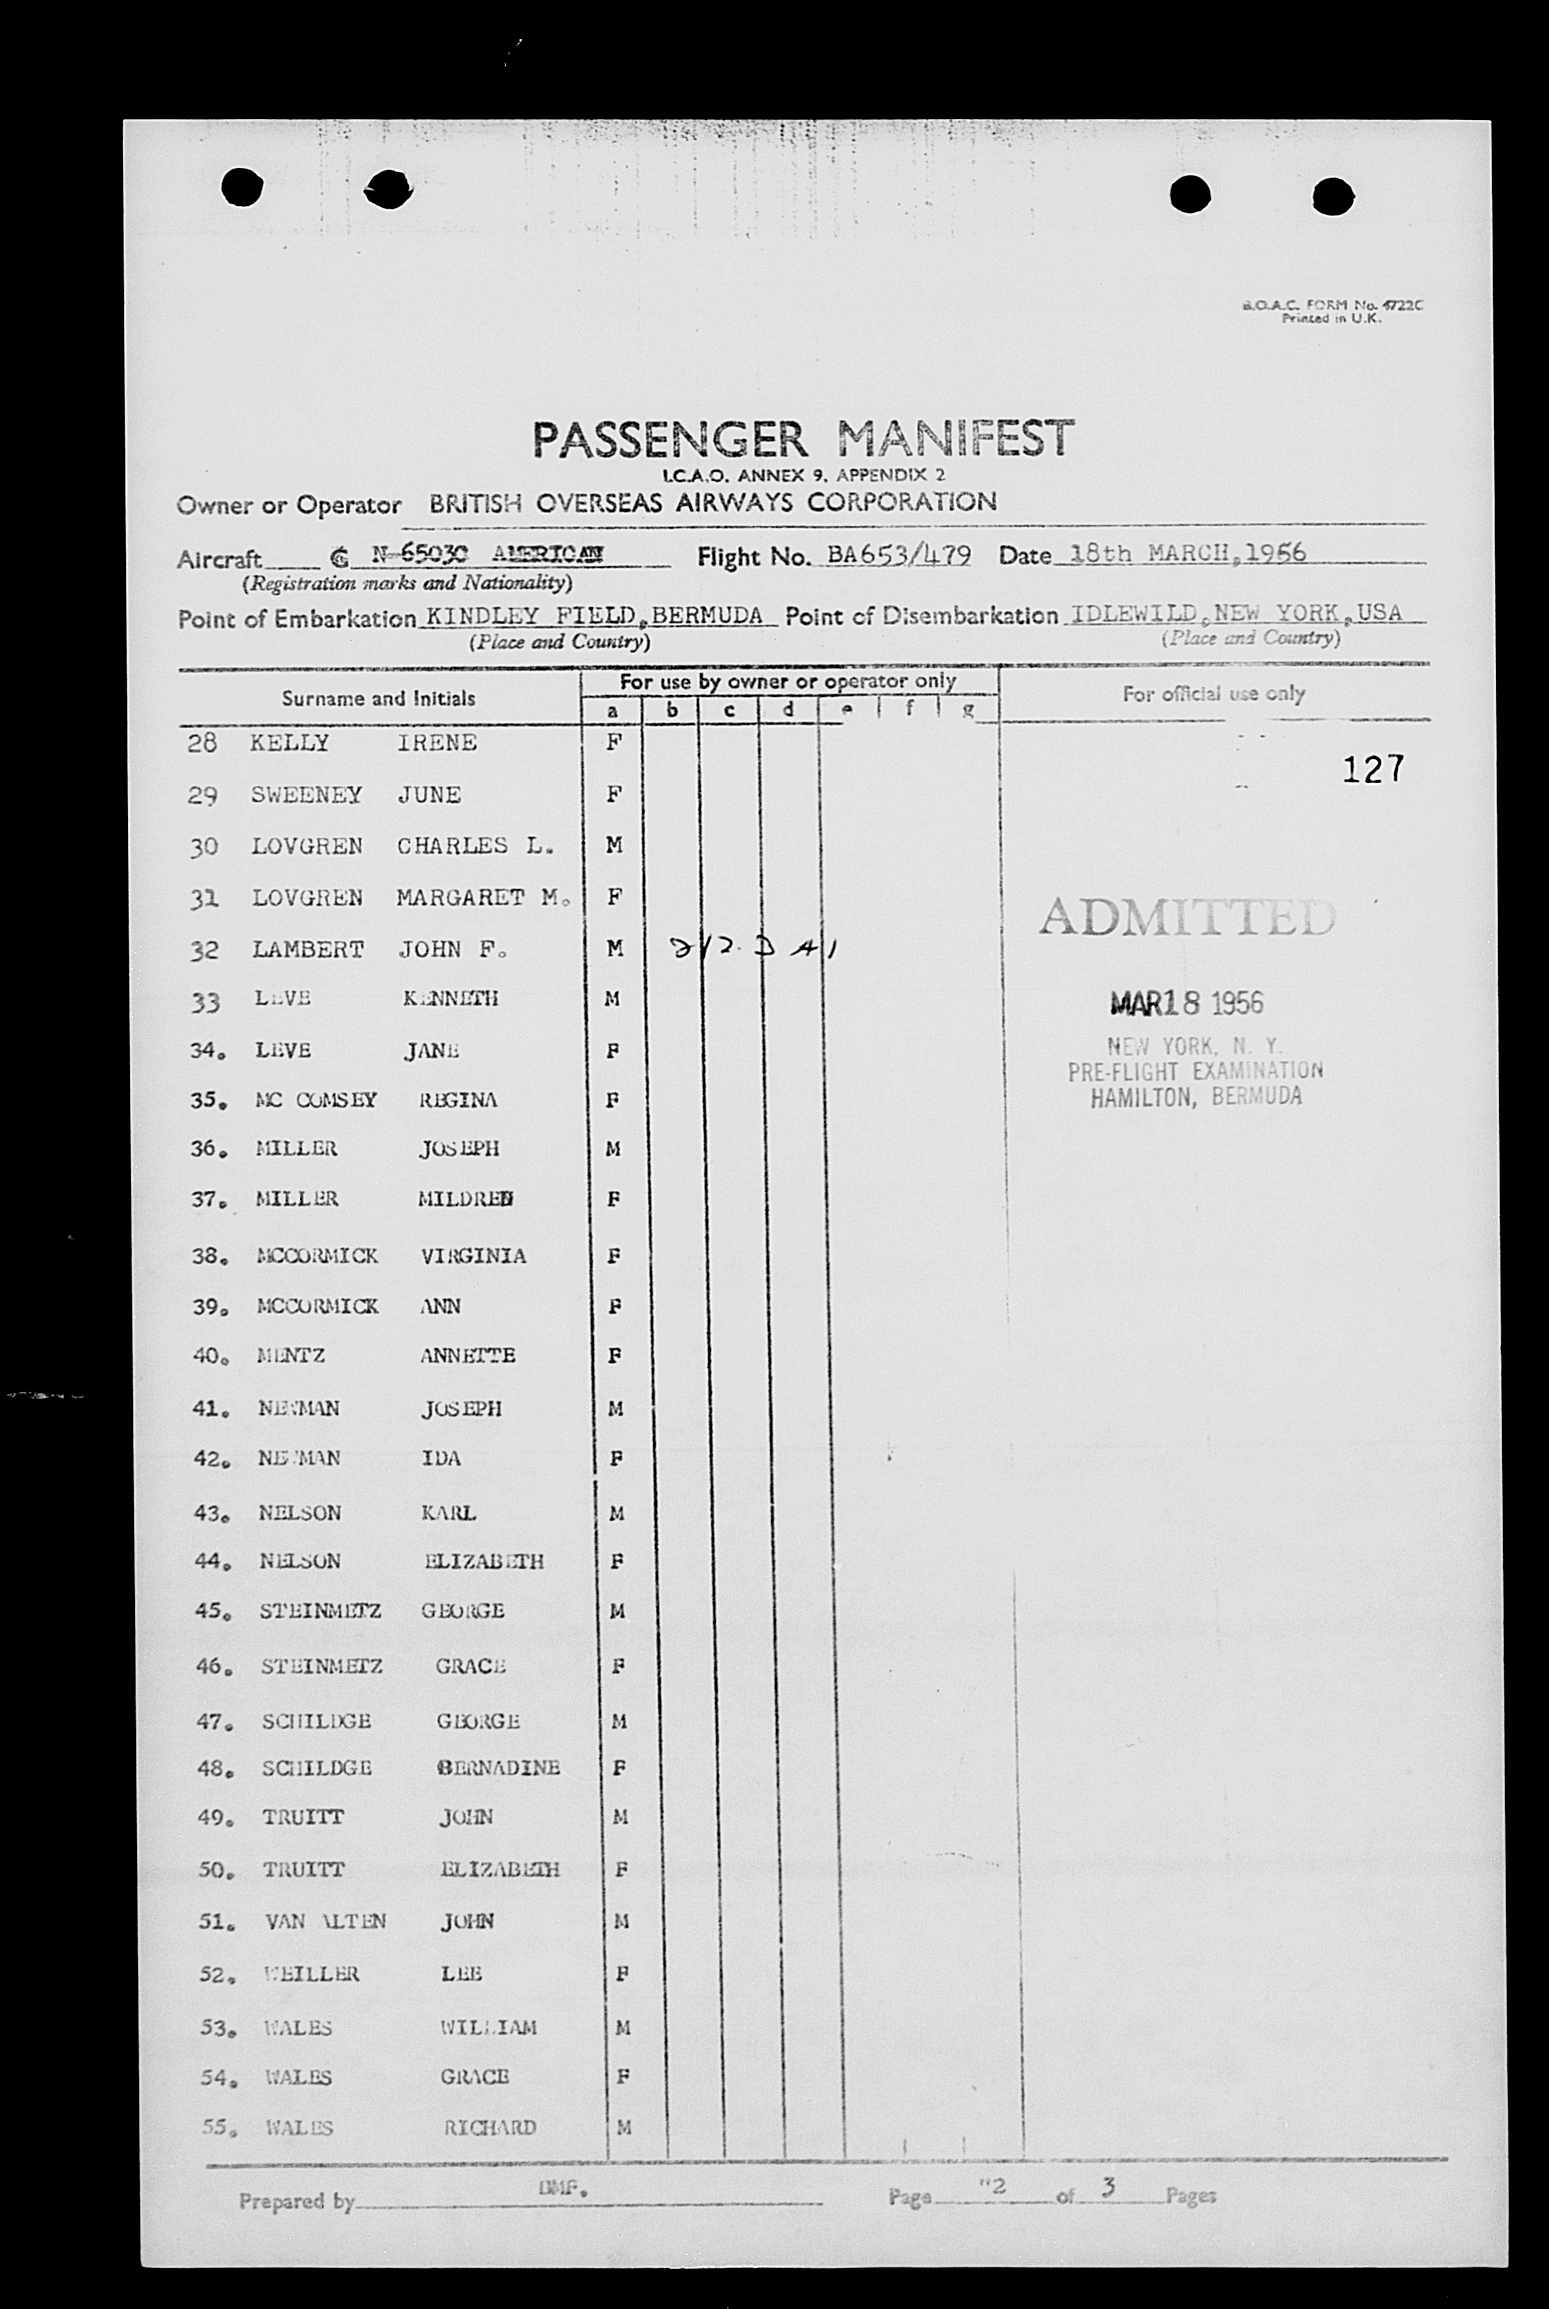 B.O.A.C. FORM No. 4722C
Printed in U.K.
PASSENGER MANIFEST
I.C.A.O. ANNEX 9, APPENDIX 2
Owner or Operator BRITISH OVERSEAS AIRWAYS CORPORATION
Aircraft G N-65030 AMERICAN Flight No. BA653/479 Date 18th MARCH,1956
(Registration marks and Nationality)
Point of Embarkation KINDLEY FIELD,BERMUDA Point of Disembarkation IDLEWILD,NEW YORK,USA
(Place and Country) (Place and Country)
Surname and Initials For use by owner or operator only For official use only
a b c d e f g
28 KELLY IRENE F
127
29 SWEENEY JUNE F
30 LOVGREN CHARLES L. M
31 LOVGREN MARGARET M. F
ADMITTED
32 LAMBERT JOHN F. M
33 LEVE KENNETH M
MAR 18 1956
34. LEVE JANE F
NEW YORK, N. Y.
PRE-FLIGHT EXAMINATION
HAMILTON, BERMUDA
35. MC COMSEY REGINA F
36. MILLER JOSEPH M
37. MILLER MILDRED F
38. MCCORMICK VIRGINIA F
39. MCCORMICK ANN F
40. MENTZ ANNETTE F
41. NEWMAN JOSEPH M
42. NEWMAN IDA F
43. NELSON KARL M
44. NELSON ELIZABETH F
45. STEINMETZ GEORGE M
46. STEINMETZ GRACE F
47. SCHILDGE GEORGE M
48. SCHILDGE BERNADINE F
49. TRUITT JOHN M
50. TRUITT ELIZABETH F
51. VAN ALTEN JOHN M
52. WEILLER LEE F
53. WALES WILLIAM M
54. WALES GRACE F
55. WALES RICHARD M
Prepared by DMF. Page "2 of 3 Pages